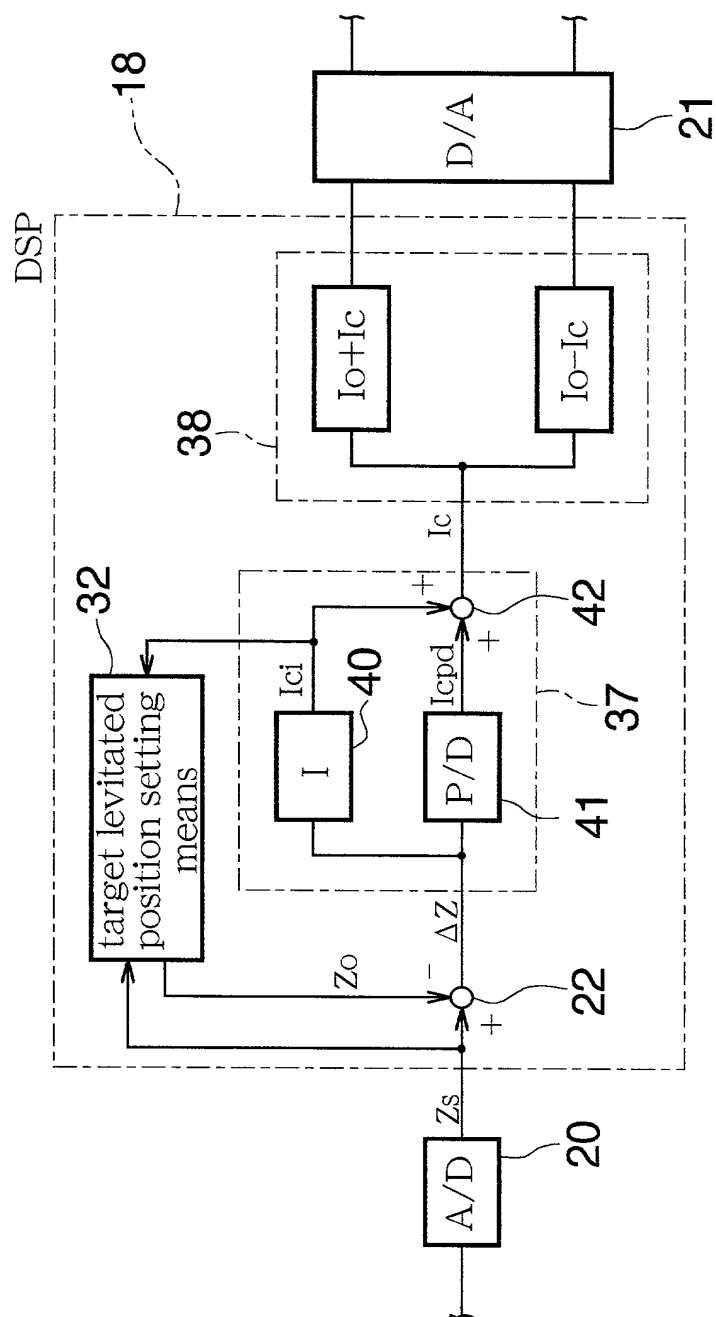 DSP
18
32
target levitated
position setting
means
38
Io+Ic
D/A
Ici
40
I
+
Ic
Zo
−
A/D
Zs
+
ΔZ
P/D
Icpd
+
42
Io−Ic
20
22
41
37
21